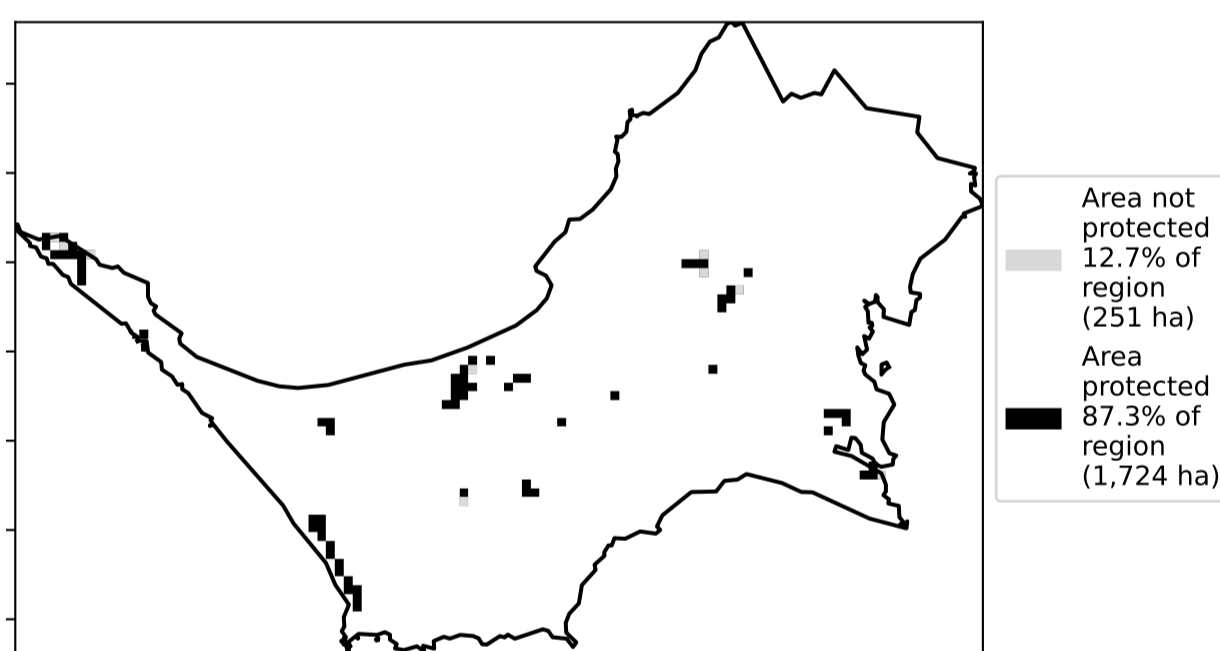 Area not
protected
12.7% of
region
(251 ha)
Area
protected
87.3% of
region
(1,724 ha)